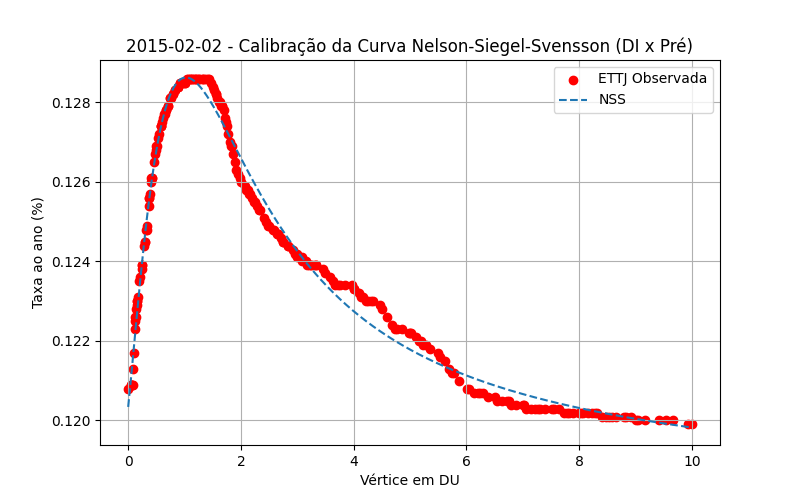 2015-02-02 - Calibração da Curva Nelson-Siegel-Svensson (DI x Pré)
ETTJ Observada
NSS
Taxa ao ano (%)
0.128
0.126
0.124
0.122
0.120
0
2
4
6
8
10
Vértice em DU